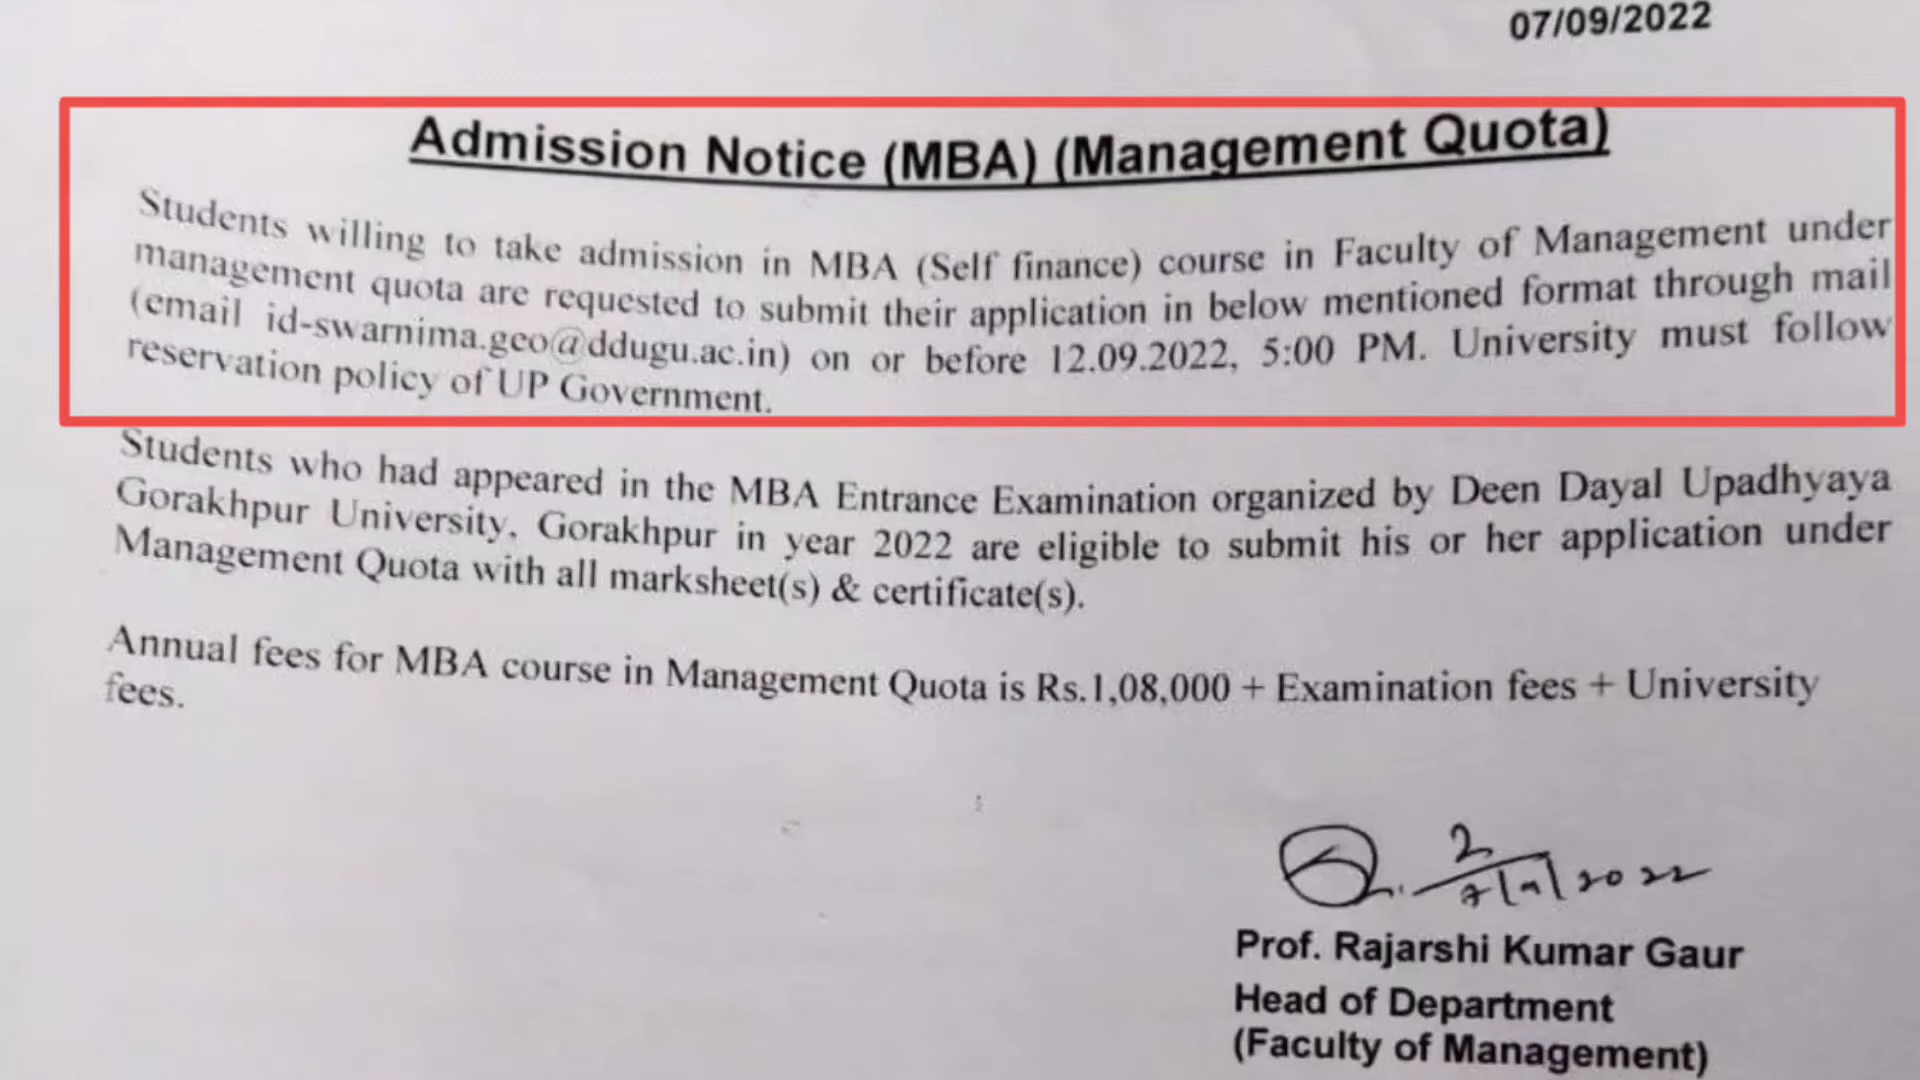 07/09/2022
Admission Notice (MBA) (Management Quota)
Students willing to take admission in MBA (Self finance) course in Faculty of Management under
management quota are requested to submit their application in below mentioned format through mail
(email id-swarnima.geo@ddugu.ac.in) on or before 12.09.2022, 5:00 PM. University must follow
reservation policy of UP Government.
Students who had appeared in the MBA Entrance Examination organized by Deen Dayal Upadhyaya
Gorakhpur University, Gorakhpur in year 2022 are eligible to submit his or her application under
Management Quota with all marksheet(s) & certificate(s).
Annual fees for MBA course in Management Quota is Rs.1,08,000 + Examination fees + University
fees.
2022
Prof. Rajarshi Kumar Gaur
Head of Department
(Faculty of Management)